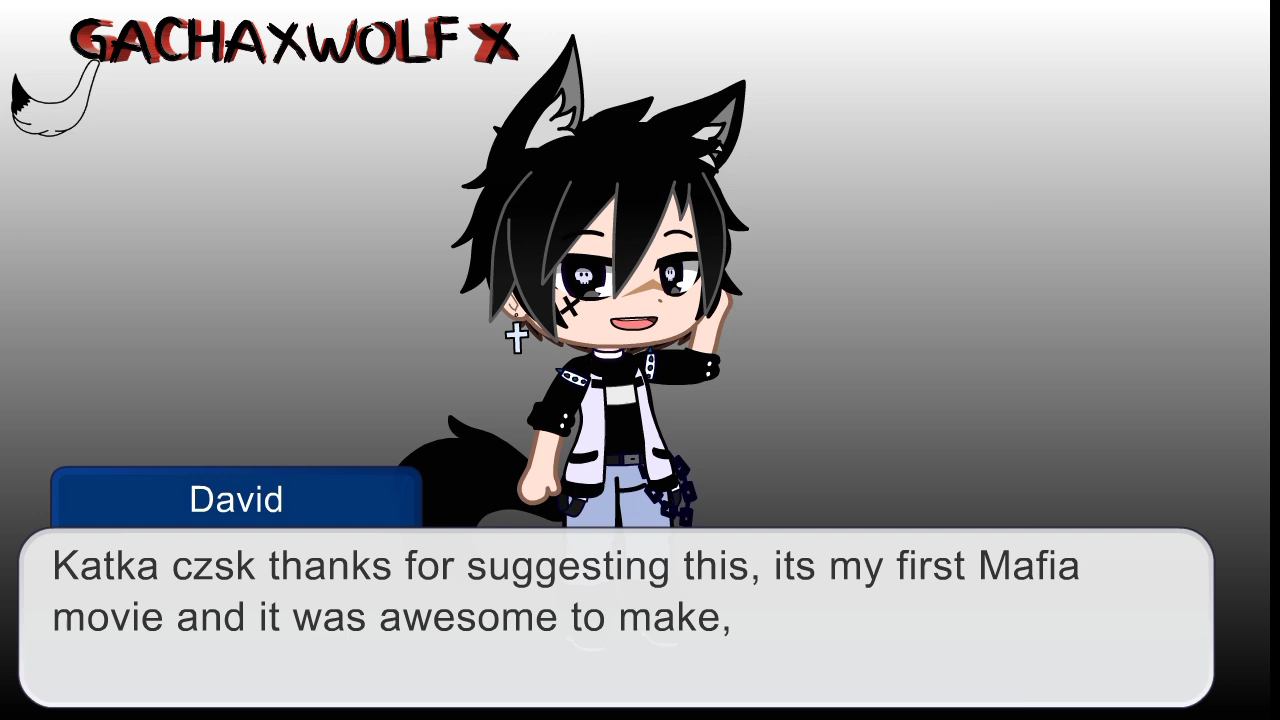 GACHAXWOLF X
David
Katka czsk thanks for suggesting this, its my first Mafia
movie and it was awesome to make,